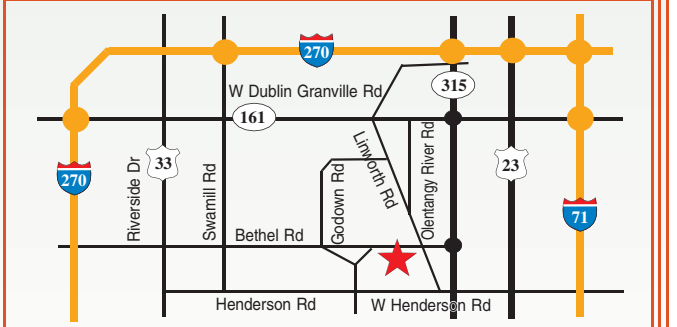 270
W Dublin Granville Rd
315
161
Linworth Rd
Olentangy River Rd
33
23
270
Riverside Dr
Swamill Rd
Godown Rd
71
Bethel Rd
Henderson Rd
W Henderson Rd